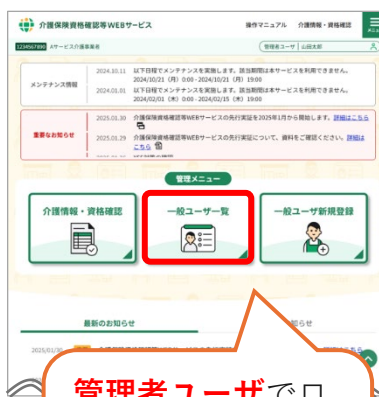 介護保険資格確認等WEBサービス 操作マニュアル 介護情報・資格確認
メニュー
1234567890 Aサービス介護事業者 管理者ユーザ 山田太郎
メンテナンス情報
2024.10.11 以下日程でメンテナンスを実施します。該当期間は本サービスを利用できません。
2024/10/21（月）0:00 - 2024/10/21（月）19:00
2024.01.01 以下日程でメンテナンスを実施します。該当期間は本サービスを利用できません。
2024/02/01（木）0:00 - 2024/02/15（木）19:00
重要なお知らせ
2025.01.30 介護保険資格確認等WEBサービスの先行実証を2025年1月から開始します。詳細はこちら
2025.01.29 介護保険資格確認等WEBサービスの先行実証について、資料をご確認ください。詳細は
こちら
管理メニュー
介護情報・資格確認
一般ユーザ一覧
一般ユーザ新規登録
最新のお知らせ
知らせ
2025/01/30
管理者ユーザでロ